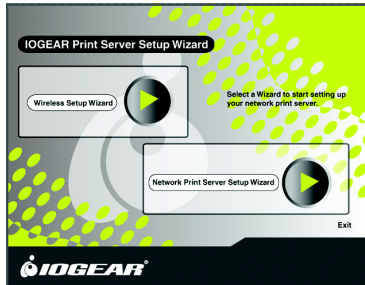 IOGEAR Print Server Setup Wizard
Wireless Setup Wizard
Select a Wizard to start setting up
your network print server.
Network Print Server Setup Wizard
Exit
IOGEAR®